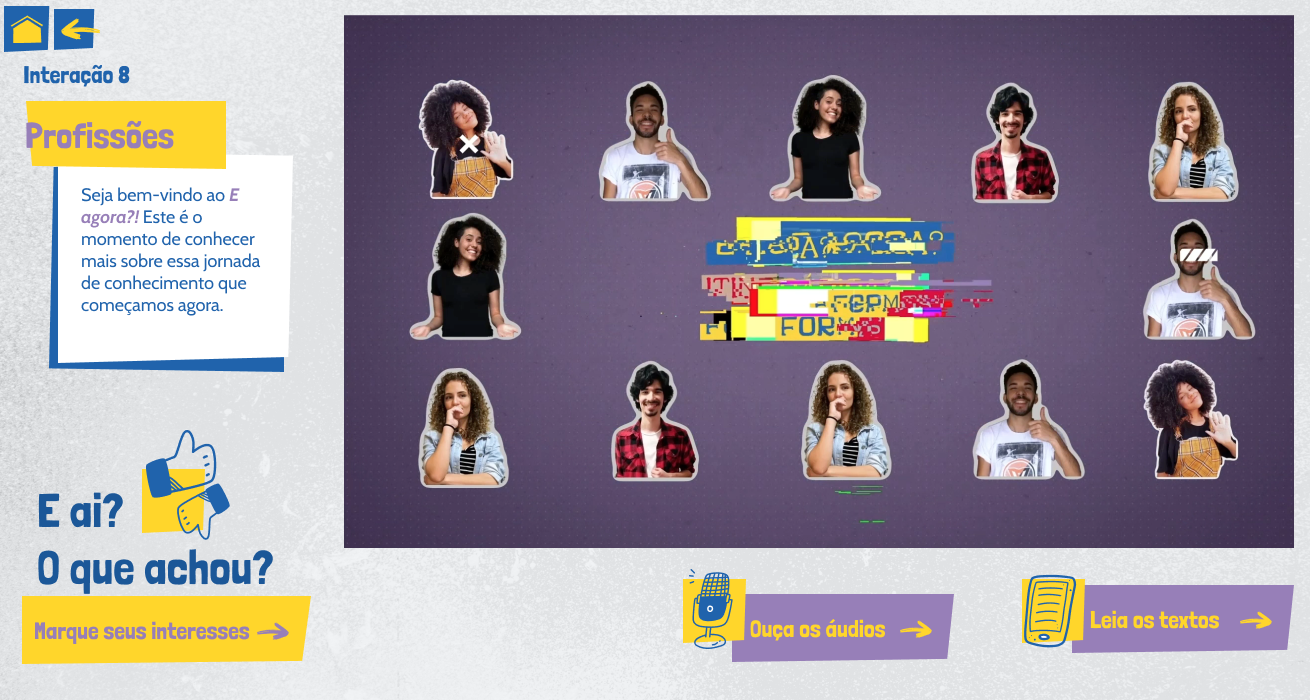 Interação 8
Profissões
Seja bem-vindo ao E
agora?! Este é o
momento de conhecer
mais sobre essa jornada
de conhecimento que
começamos agora.
E ai?
O que achou?
Marque seus interesses
Ouça os áudios
Leia os textos